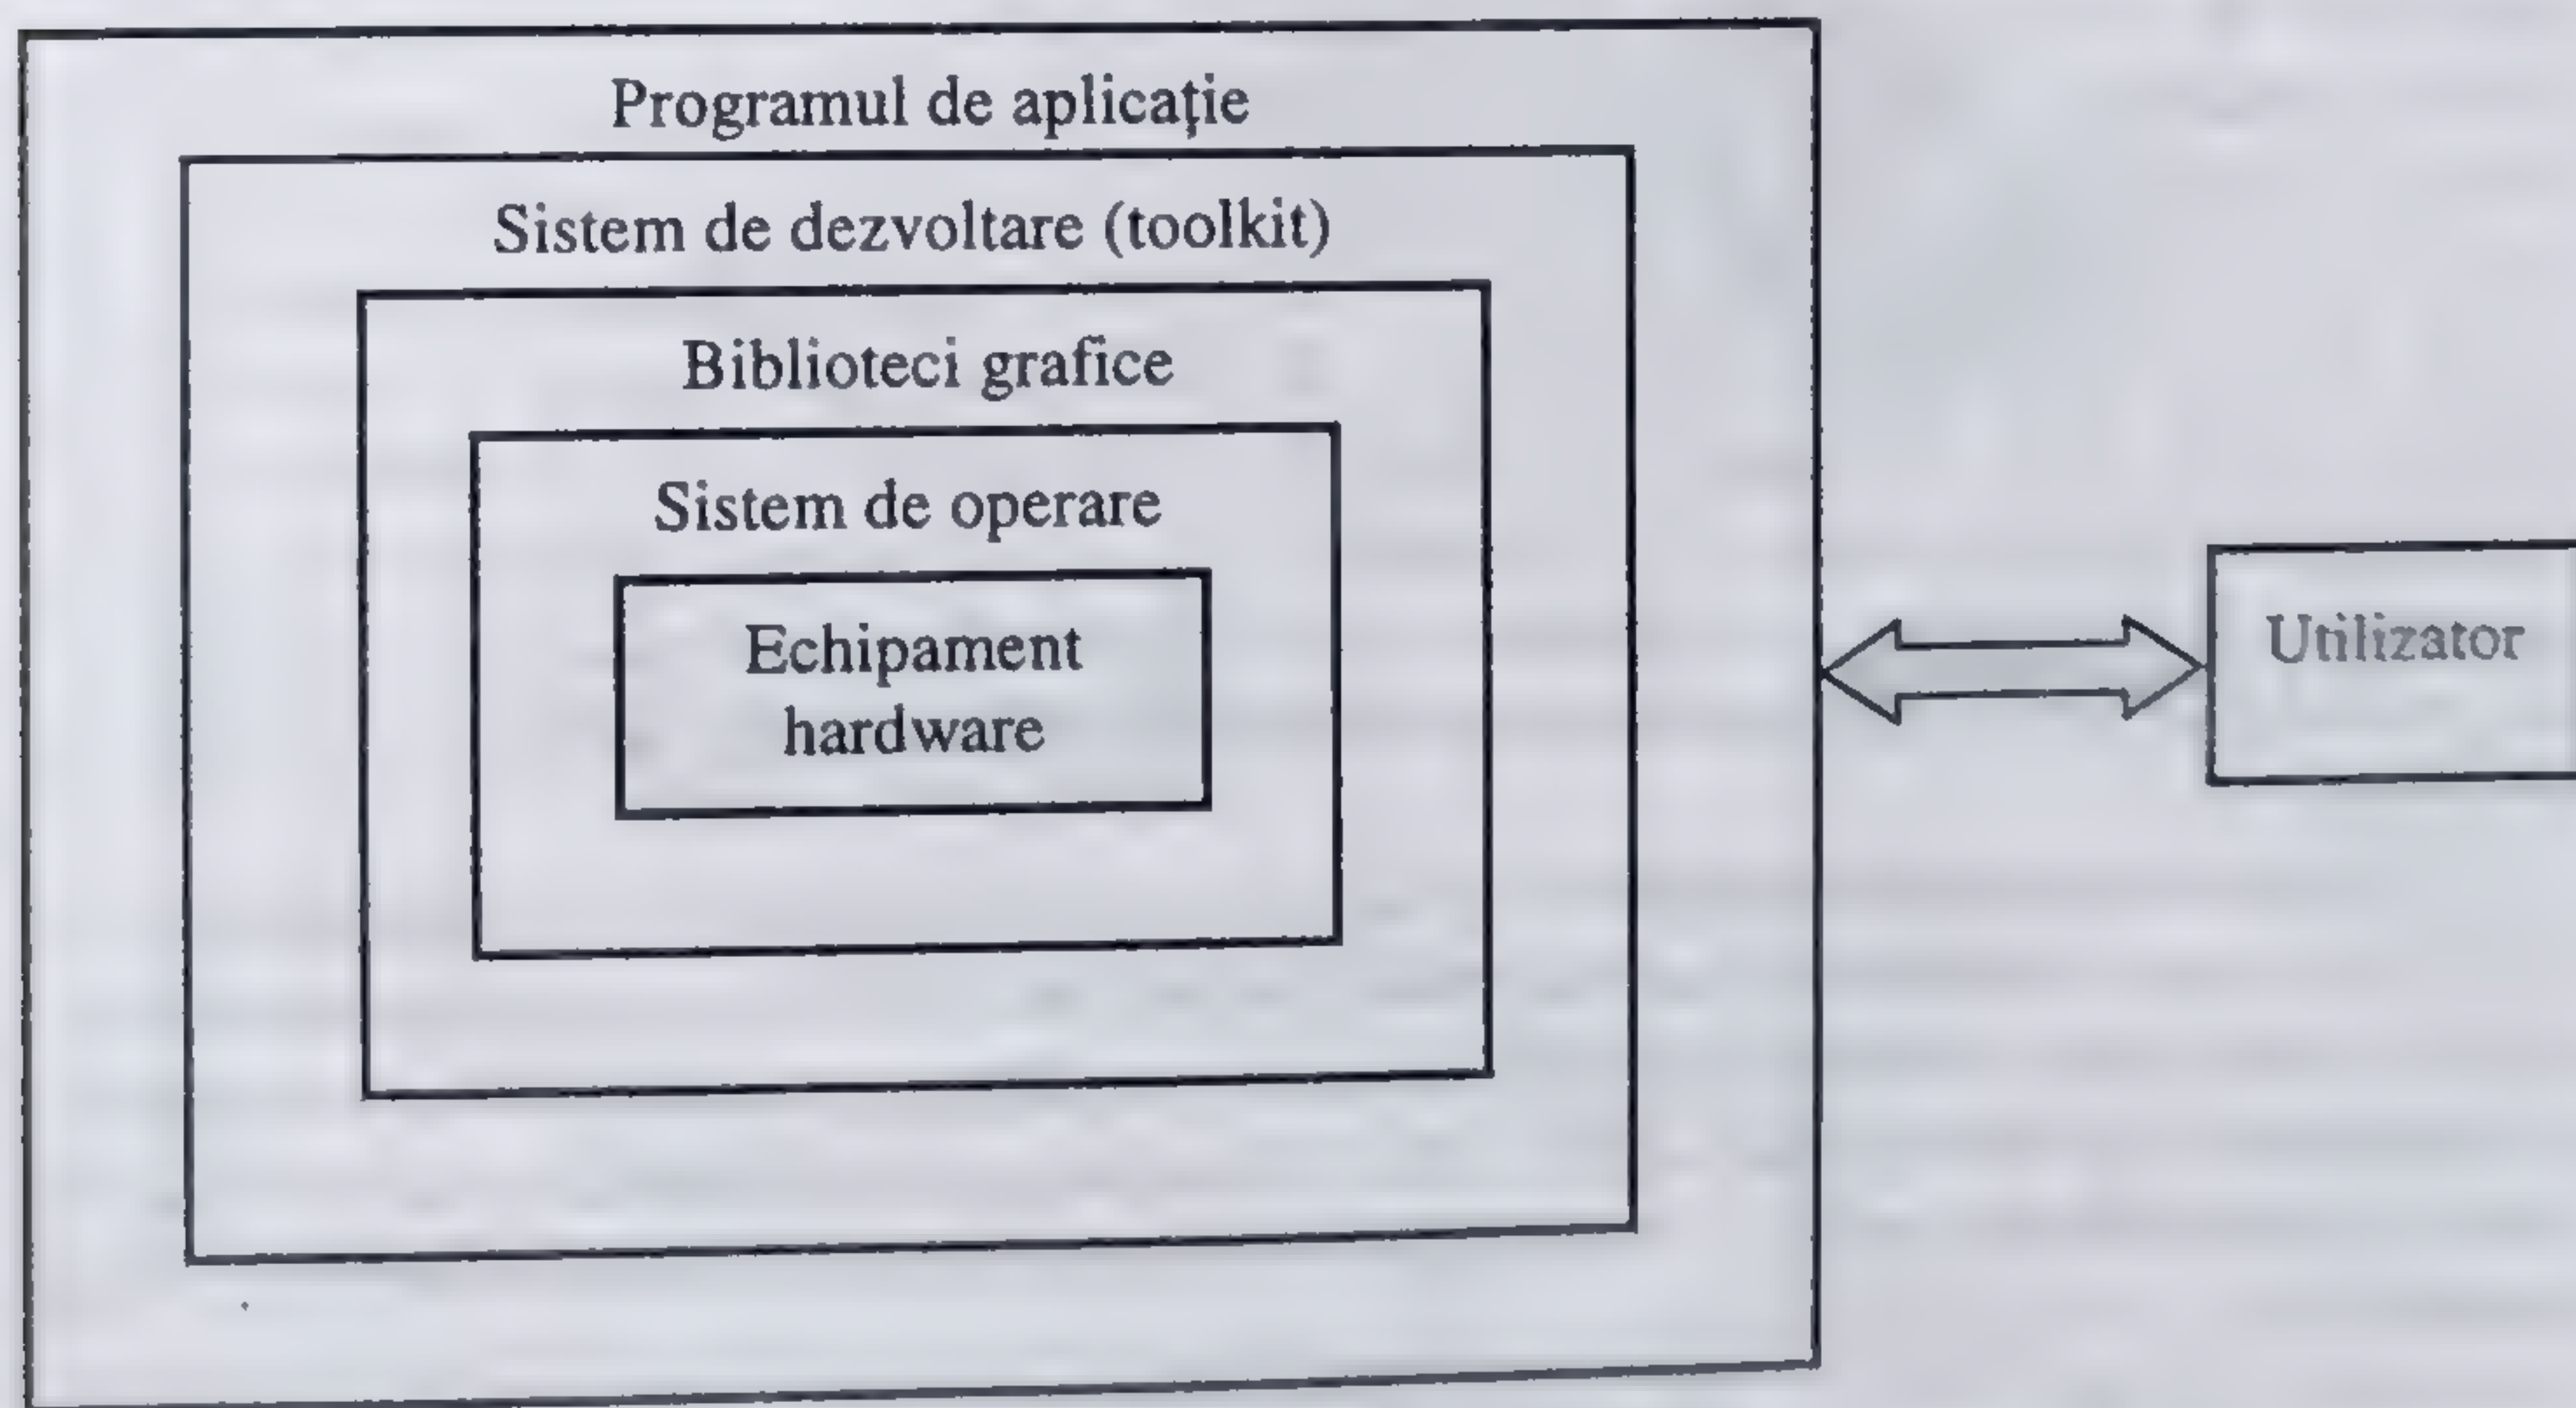 Programul de aplicaţie
Sistem de dezvoltare (toolkit)
Biblioteci grafice
Sistem de operare
Echipament
hardware
Utilizator